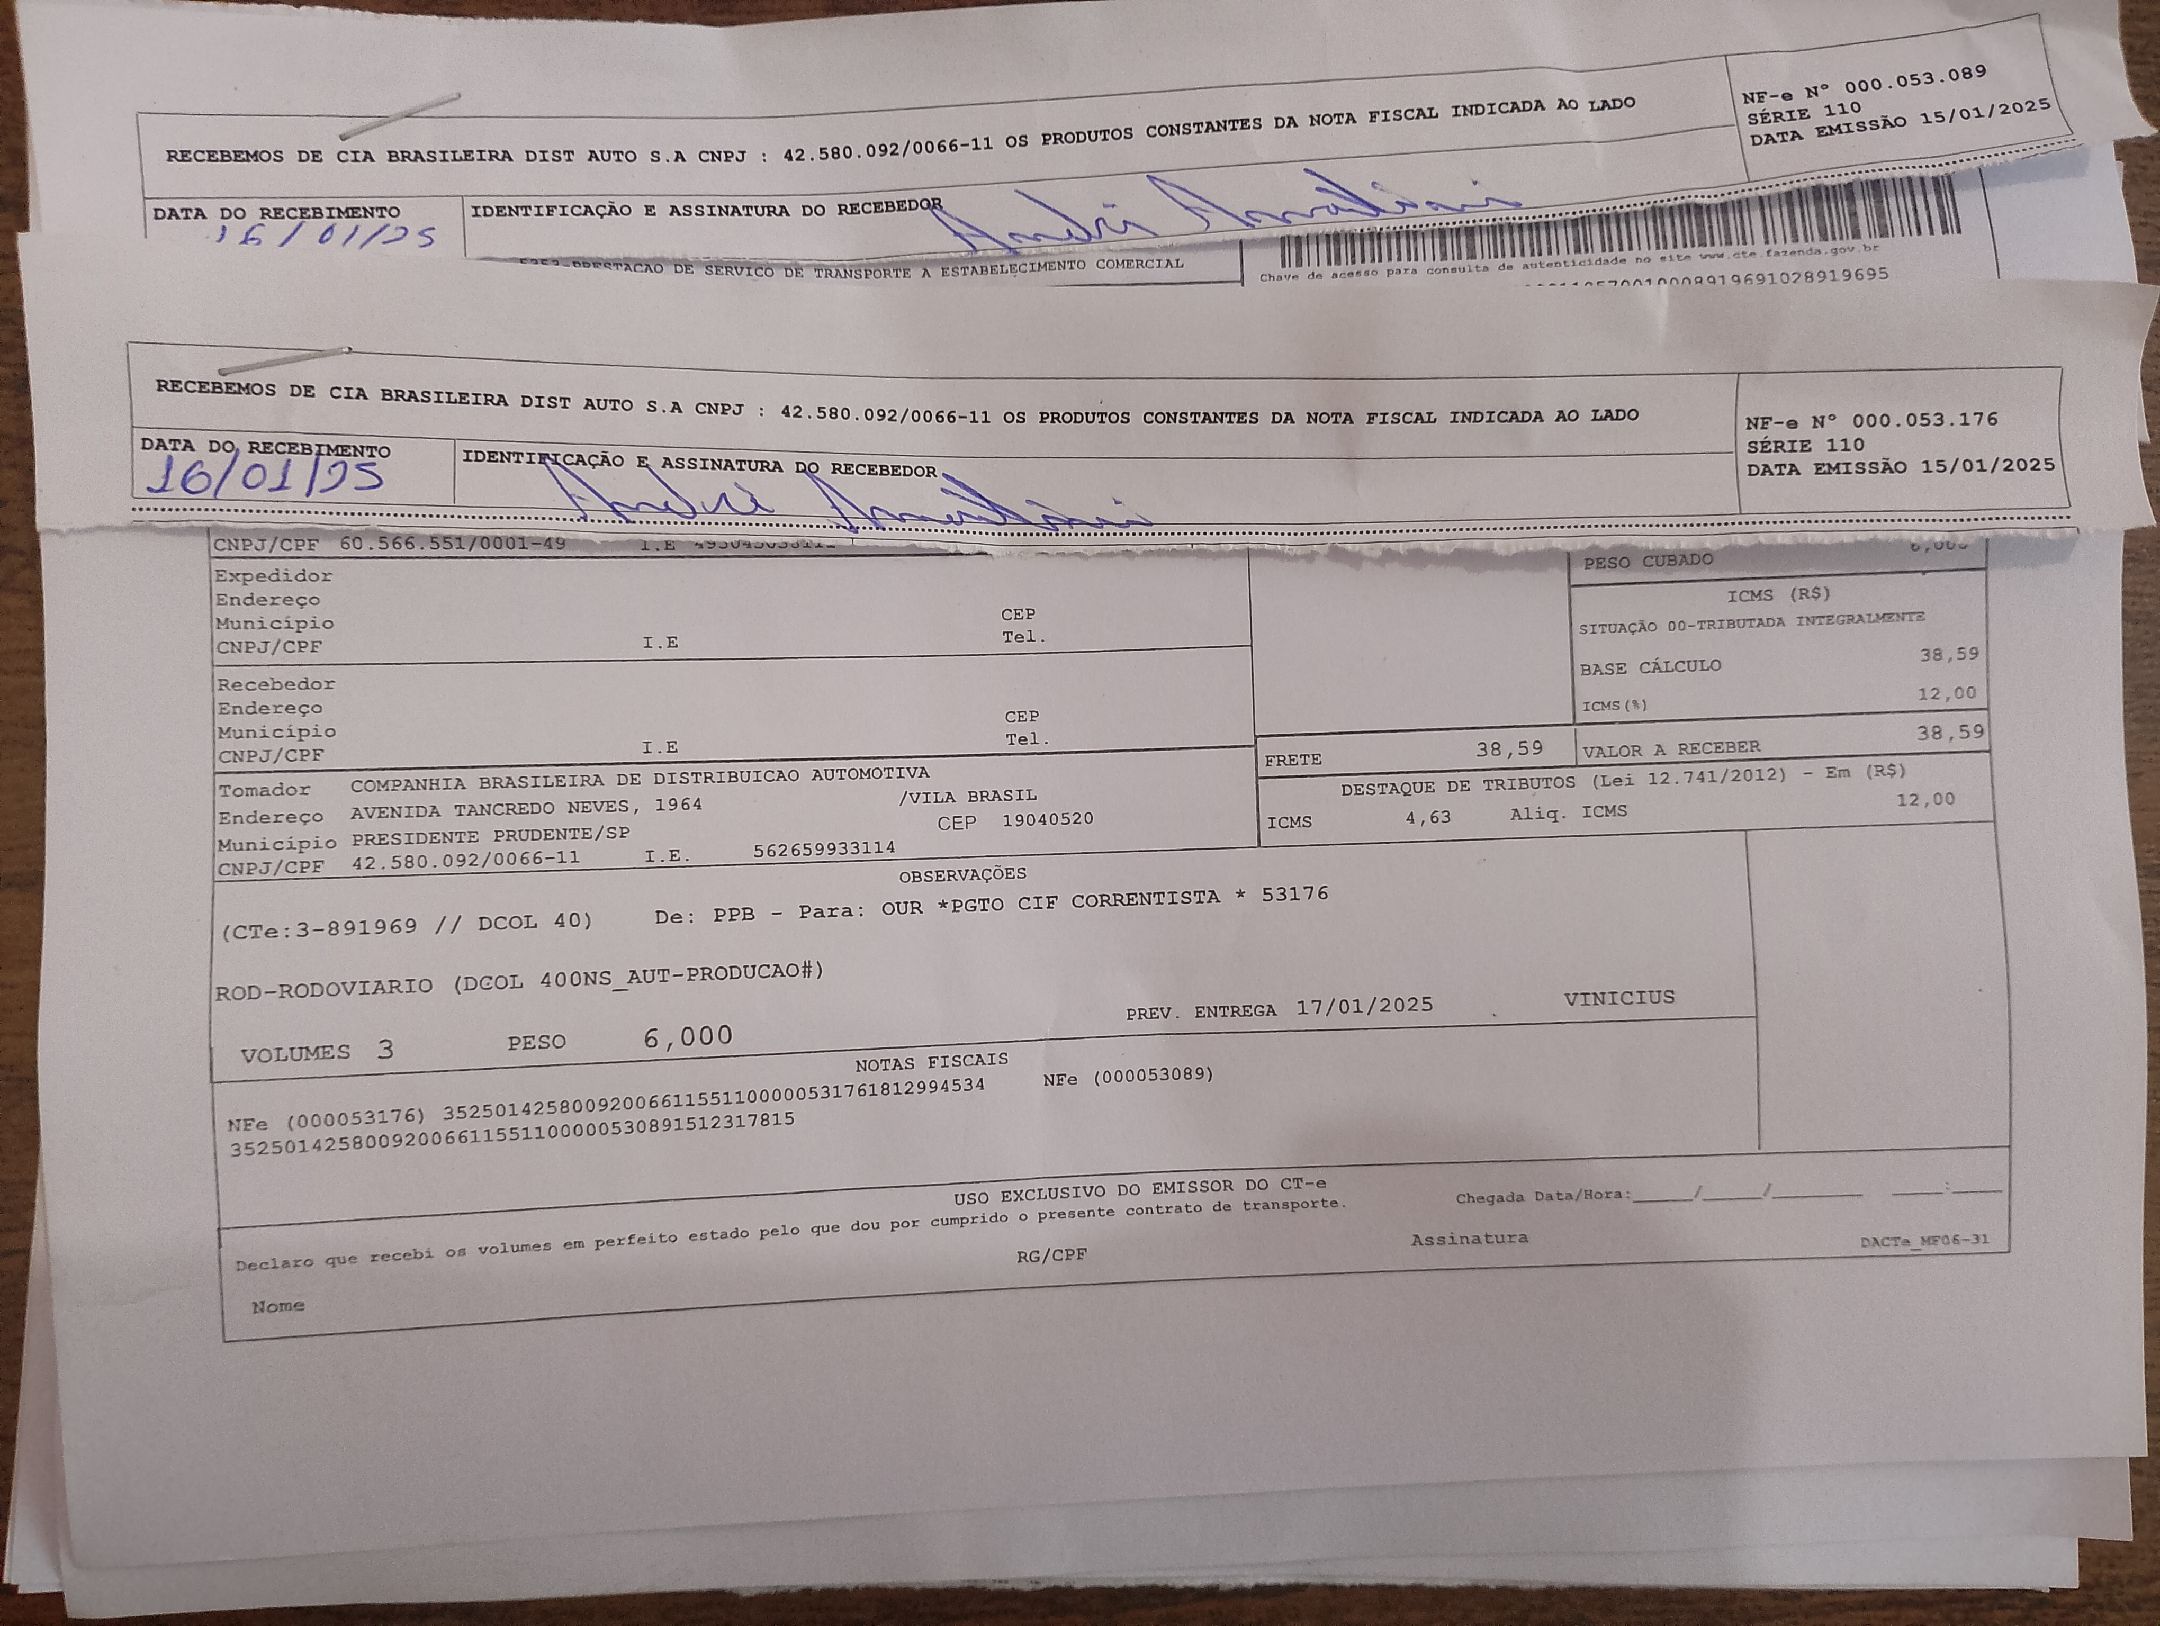 RECEBEMOS DE CIA BRASILEIRA DIST AUTO S.A CNPJ : 42.580.092/0066-11 OS PRODUTOS CONSTANTES DA NOTA FISCAL INDICADA AO LADO
NF-e Nº 000.053.089
SÉRIE 110
DATA EMISSÃO 15/01/2025
DATA DO RECEBIMENTO
16/01/25
IDENTIFICAÇÃO E ASSINATURA DO RECEBEDOR
PRESTACAO DE SERVICO DE TRANSPORTE A ESTABELECIMENTO COMERCIAL
Chave de acesso para consulta de autenticidade no site www.cte.fazenda.gov.br
RECEBEMOS DE CIA BRASILEIRA DIST AUTO S.A CNPJ : 42.580.092/0066-11 OS PRODUTOS CONSTANTES DA NOTA FISCAL INDICADA AO LADO
NF-e Nº 000.053.176
SÉRIE 110
DATA EMISSÃO 15/01/2025
DATA DO RECEBIMENTO
16/01/25
IDENTIFICAÇÃO E ASSINATURA DO RECEBEDOR
André
CNPJ/CPF 60.566.551/0001-49 I.E
PESO CUBADO
Expedidor
Endereço
Município CEP
CNPJ/CPF I.E Tel.
ICMS (R$)
SITUAÇÃO 00-TRIBUTADA INTEGRALMENTE
BASE CÁLCULO 38,59
ICMS(%) 12,00
Recebedor
Endereço
Município CEP
CNPJ/CPF I.E Tel.
FRETE 38,59 VALOR A RECEBER 38,59
Tomador COMPANHIA BRASILEIRA DE DISTRIBUICAO AUTOMOTIVA
Endereço AVENIDA TANCREDO NEVES, 1964 /VILA BRASIL
Município PRESIDENTE PRUDENTE/SP CEP 19040520
CNPJ/CPF 42.580.092/0066-11 I.E. 562659933114
DESTAQUE DE TRIBUTOS (Lei 12.741/2012) - Em (R$)
ICMS 4,63 Aliq. ICMS 12,00
OBSERVAÇÕES
(CTe:3-891969 // DCOL 40) De: PPB - Para: OUR *PGTO CIF CORRENTISTA * 53176
ROD-RODOVIARIO (DCOL 400NS_AUT-PRODUCAO#)
VOLUMES 3 PESO 6,000 PREV. ENTREGA 17/01/2025 VINICIUS
NOTAS FISCAIS
NFe (000053176) 35250142580092006611551100000531761812994534 NFe (000053089)
35250142580092006611551100000530891512317815
USO EXCLUSIVO DO EMISSOR DO CT-e
Declaro que recebi os volumes em perfeito estado pelo que dou por cumprido o presente contrato de transporte.
Chegada Data/Hora:_____/_____/________ ____:____
Nome RG/CPF Assinatura DACTe_MF06-31